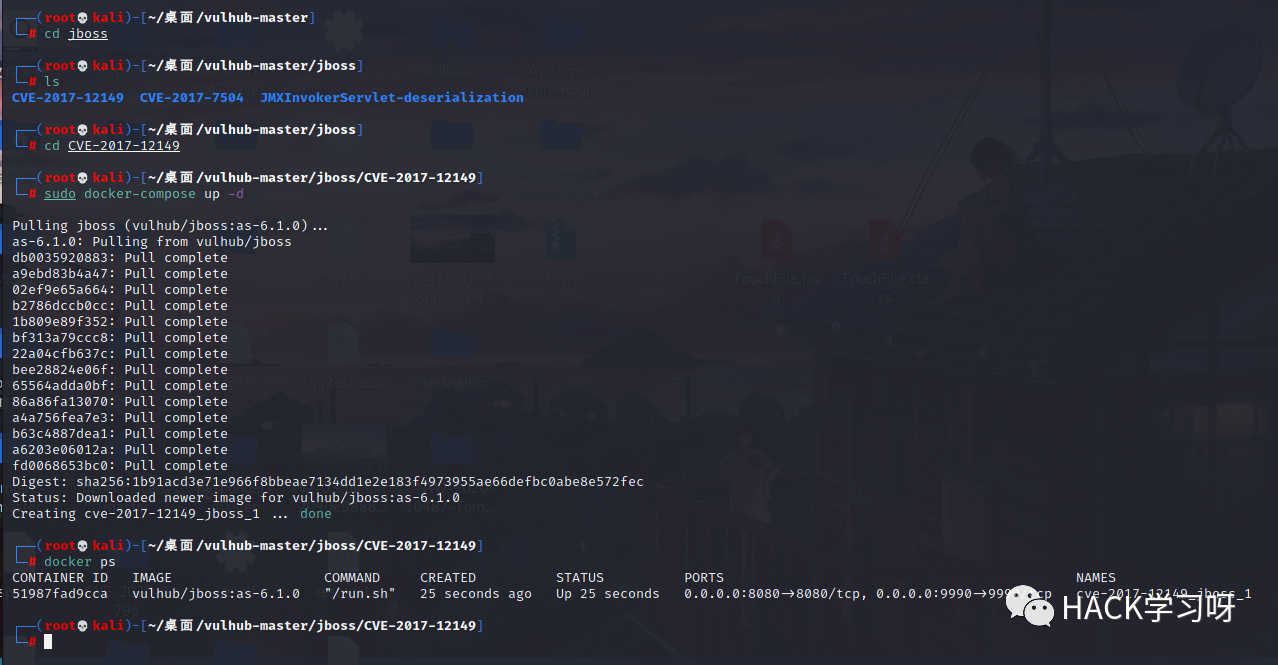 ┌──(root💀kali)-[~/桌面/vulhub-master]
└─# cd jboss
┌──(root💀kali)-[~/桌面/vulhub-master/jboss]
└─# ls
CVE-2017-12149  CVE-2017-7504  JMXInvokerServlet-deserialization
┌──(root💀kali)-[~/桌面/vulhub-master/jboss]
└─# cd CVE-2017-12149
┌──(root💀kali)-[~/桌面/vulhub-master/jboss/CVE-2017-12149]
└─# sudo docker-compose up -d
Pulling jboss (vulhub/jboss:as-6.1.0)...
as-6.1.0: Pulling from vulhub/jboss
db0035920883: Pull complete
a9ebd83b4a47: Pull complete
02ef9e65a664: Pull complete
b2786dccb0cc: Pull complete
1b809e89f352: Pull complete
bf313a79ccc8: Pull complete
22a04cfb637c: Pull complete
bee28824e06f: Pull complete
65564adda0bf: Pull complete
86a86fa13070: Pull complete
a4a756fea7e3: Pull complete
b63c4887dea1: Pull complete
a6203e06012a: Pull complete
fd0068653bc0: Pull complete
Digest: sha256:1b91acd3e71e966f8bbeae7134dd1e2e183f4973955ae66defbc0abe8e572fec
Status: Downloaded newer image for vulhub/jboss:as-6.1.0
Creating cve-2017-12149_jboss_1 ... done
┌──(root💀kali)-[~/桌面/vulhub-master/jboss/CVE-2017-12149]
└─# docker ps
CONTAINER ID   IMAGE                   COMMAND     CREATED          STATUS          PORTS                                            NAMES
51987fad9cca   vulhub/jboss:as-6.1.0   "/run.sh"   25 seconds ago   Up 25 seconds   0.0.0.0:8080→8080/tcp, 0.0.0.0:9990→9990/tcp   cve-2017-12149_jboss_1
┌──(root💀kali)-[~/桌面/vulhub-master/jboss/CVE-2017-12149]
└─#
HACK学习呀
TouchFile.jav
a
TouchFile.cla
ss
marshalsec